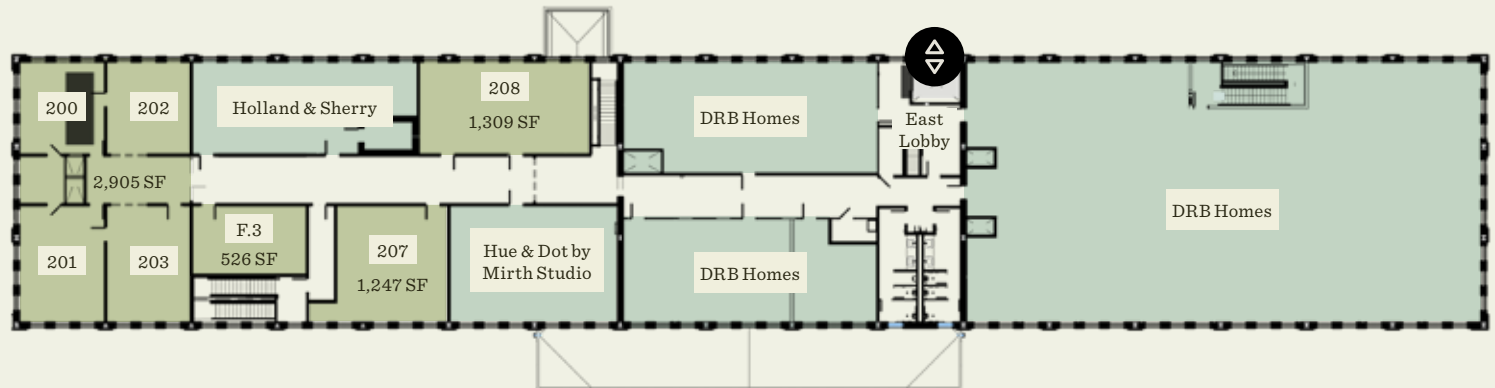 200
202
Holland & Sherry
208
1,309 SF
DRB Homes
East
Lobby
2,905 SF
DRB Homes
201
203
F.3
526 SF
207
1,247 SF
Hue & Dot by
Mirth Studio
DRB Homes